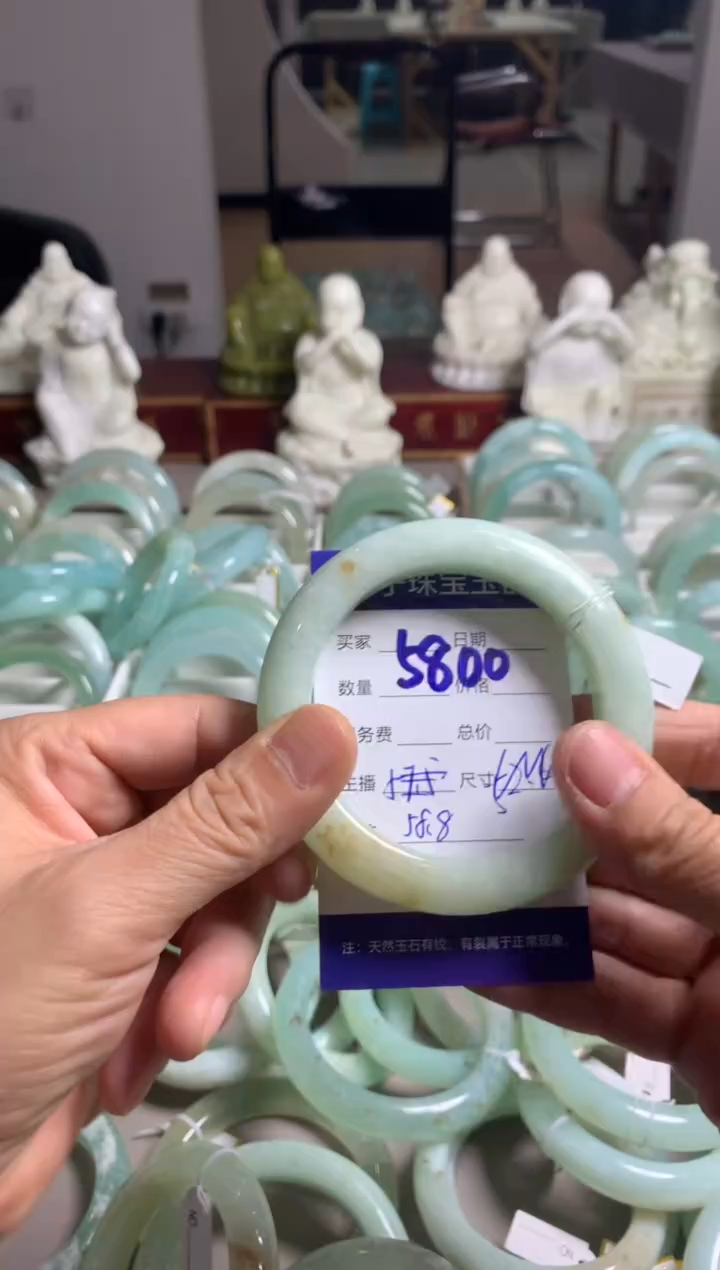 珠宝玉
买家 日期
5800
数量 价格
务费 总价
主播 尺寸
58.8
注：天然玉石有纹、有裂属于正常现象。